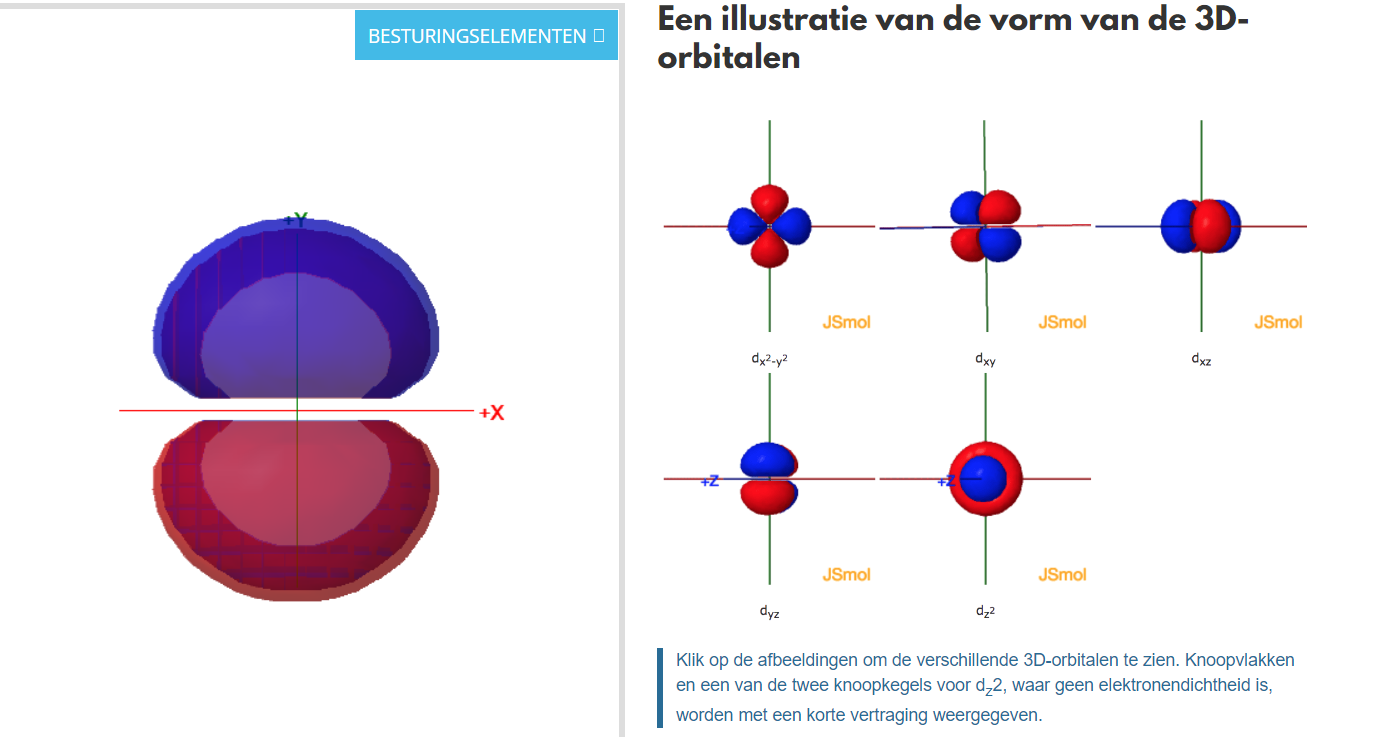 BESTURINGSELEMENTEN
+Y
+X
Een illustratie van de vorm van de 3D-
orbitalen
JSmol
JSmol
JSmol
dx²-y²
dxy
dxz
+Z
+Z
JSmol
JSmol
dyz
dz²
Klik op de afbeeldingen om de verschillende 3D-orbitalen te zien. Knoopvlakken
en een van de twee knoopkegels voor dz2, waar geen elektronendichtheid is,
worden met een korte vertraging weergegeven.